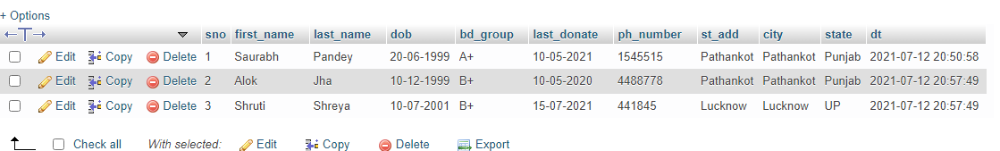 + Options
sno first_name last_name dob bd_group last_donate ph_number st_add city state dt
Edit Copy Delete 1 Saurabh Pandey 20-06-1999 A+ 10-05-2021 1545515 Pathankot Pathankot Punjab 2021-07-12 20:50:58
Edit Copy Delete 2 Alok Jha 10-12-1999 B+ 10-05-2020 4488778 Pathankot Pathankot Punjab 2021-07-12 20:57:49
Edit Copy Delete 3 Shruti Shreya 10-07-2001 B+ 15-07-2021 441845 Lucknow Lucknow UP 2021-07-12 20:57:49
Check all With selected: Edit Copy Delete Export